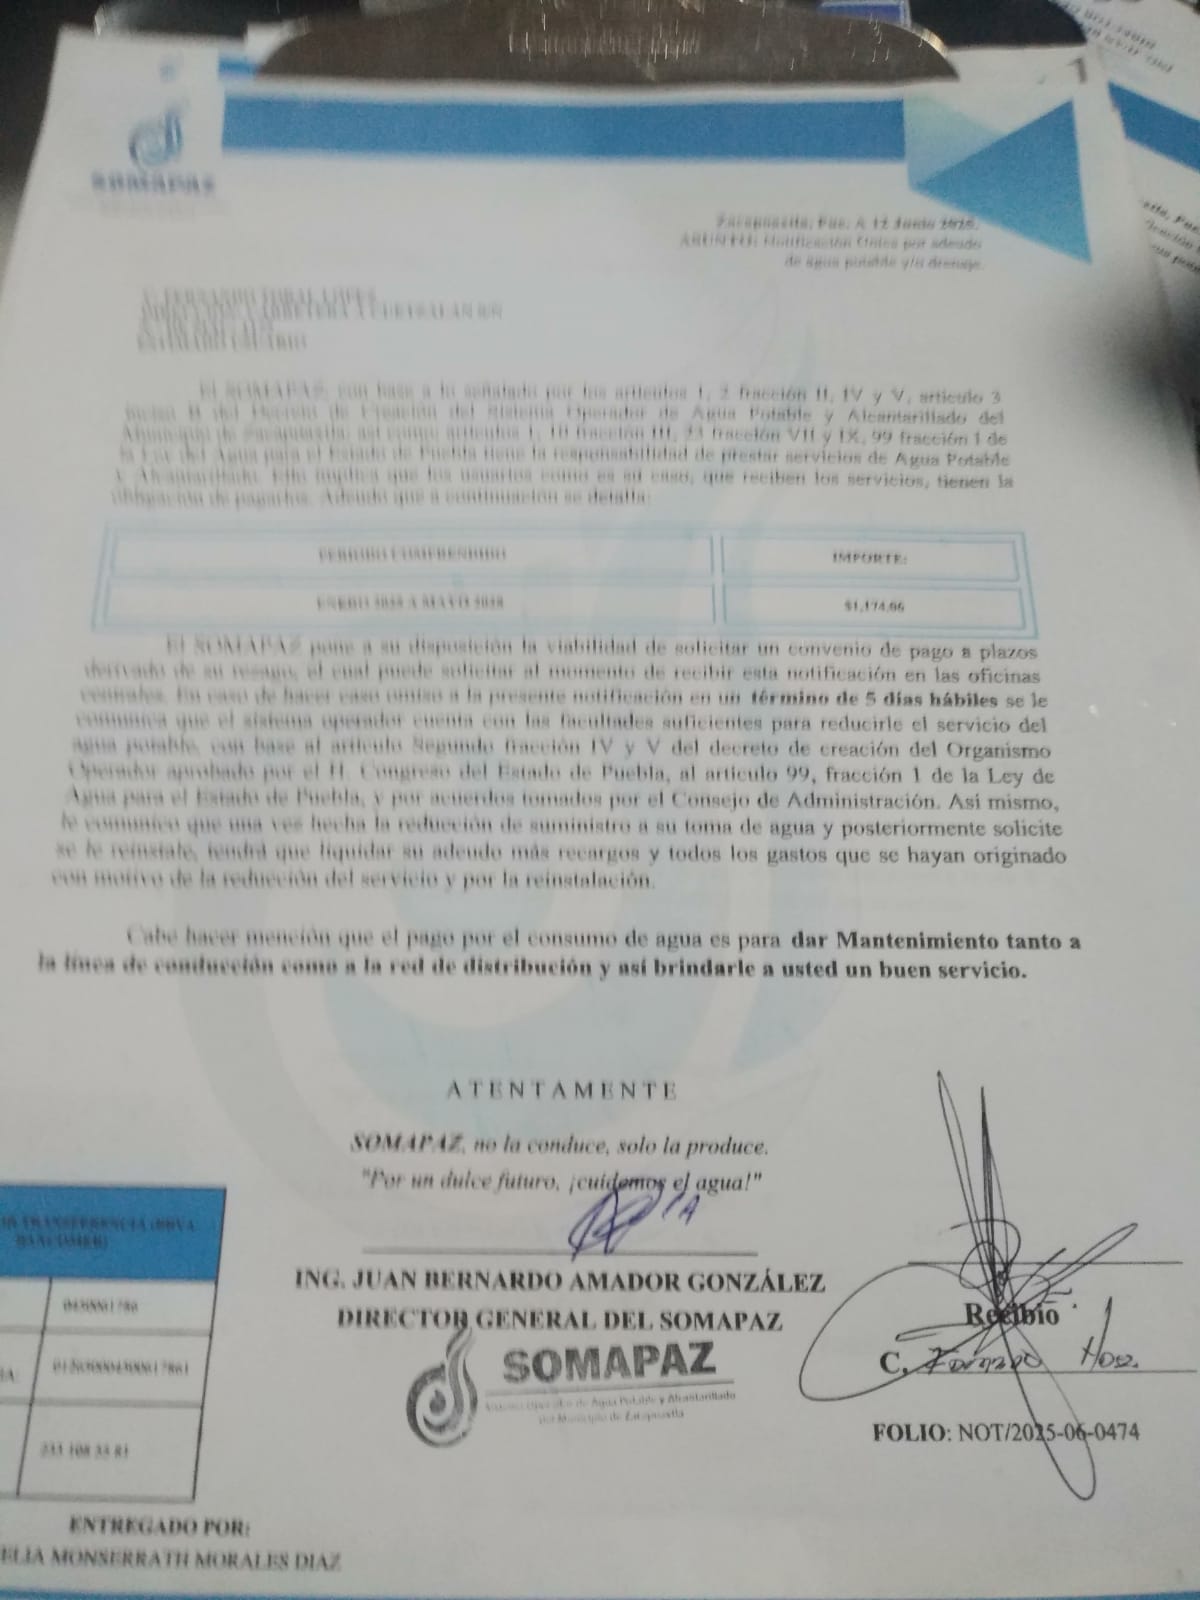 1
SOMAPAZ
Zacapoaxtla, Pue. A 12 Junio 2025.
ASUNTO: Notificación Única por adeudo
de agua potable y/o drenaje.
C. FERNANDO TORAL LOPEZ
DIRECCION: CARRETERA A CUETZALAN S/N
ESTIMADO USUARIO
El SOMAPAZ, con base a lo señalado por los artículos 1, 2 fracción II, IV y V, artículo 3
inciso B del Decreto de Creación del Sistema Operador de Agua Potable y Alcantarillado del
Municipio de Zacapoaxtla; así como artículos 1, 10 fracción III, 23 fracción VII y IX, 99 fracción 1 de
la Ley del Agua para el Estado de Puebla tiene la responsabilidad de prestar servicios de Agua Potable
y Alcantarillado. Ello implica que los usuarios como es su caso, que reciben los servicios, tienen la
obligación de pagarlos. Adeudo que a continuación se detalla:
PERIODO COMPRENDIDO IMPORTE:
ENERO A MAYO $1,174.06
El SOMAPAZ pone a su disposición la viabilidad de solicitar un convenio de pago a plazos
derivado de su rezago, el cual puede solicitar al momento de recibir esta notificación en las oficinas
centrales. En caso de hacer caso omiso a la presente notificación en un término de 5 días hábiles se le
comunica que el sistema operador cuenta con las facultades suficientes para reducirle el servicio del
agua potable, con base al artículo Segundo fracción IV y V del decreto de creación del Organismo
Operador aprobado por el H. Congreso del Estado de Puebla, al artículo 99, fracción 1 de la Ley de
Agua para el Estado de Puebla, y por acuerdos tomados por el Consejo de Administración. Asi mismo,
le comunico que una ves hecha la reducción de suministro a su toma de agua y posteriormente solicite
se le reinstale, tendrá que liquidar su adeudo más recargos y todos los gastos que se hayan originado
con motivo de la reducción del servicio y por la reinstalación.
Cabe hacer mención que el pago por el consumo de agua es para dar Mantenimiento tanto a
la línea de conducción como a la red de distribución y así brindarle a usted un buen servicio.
ATENTAMENTE
SOMAPAZ, no la conduce, solo la produce.
"Por un dulce futuro, ¡cuidemos el agua!"
ING. JUAN BERNARDO AMADOR GONZÁLEZ
DIRECTOR GENERAL DEL SOMAPAZ
SOMAPAZ
Sistema Operador de Agua Potable y Alcantarillado
del Municipio de Zacapoaxtla
TRANSFERENCIA (BBVA
BANCOMER)
233 108 35 81
Recibió
C. Fernando
FOLIO: NOT/2025-06-0474
ENTREGADO POR:
ELIA MONSERRATH MORALES DIAZ